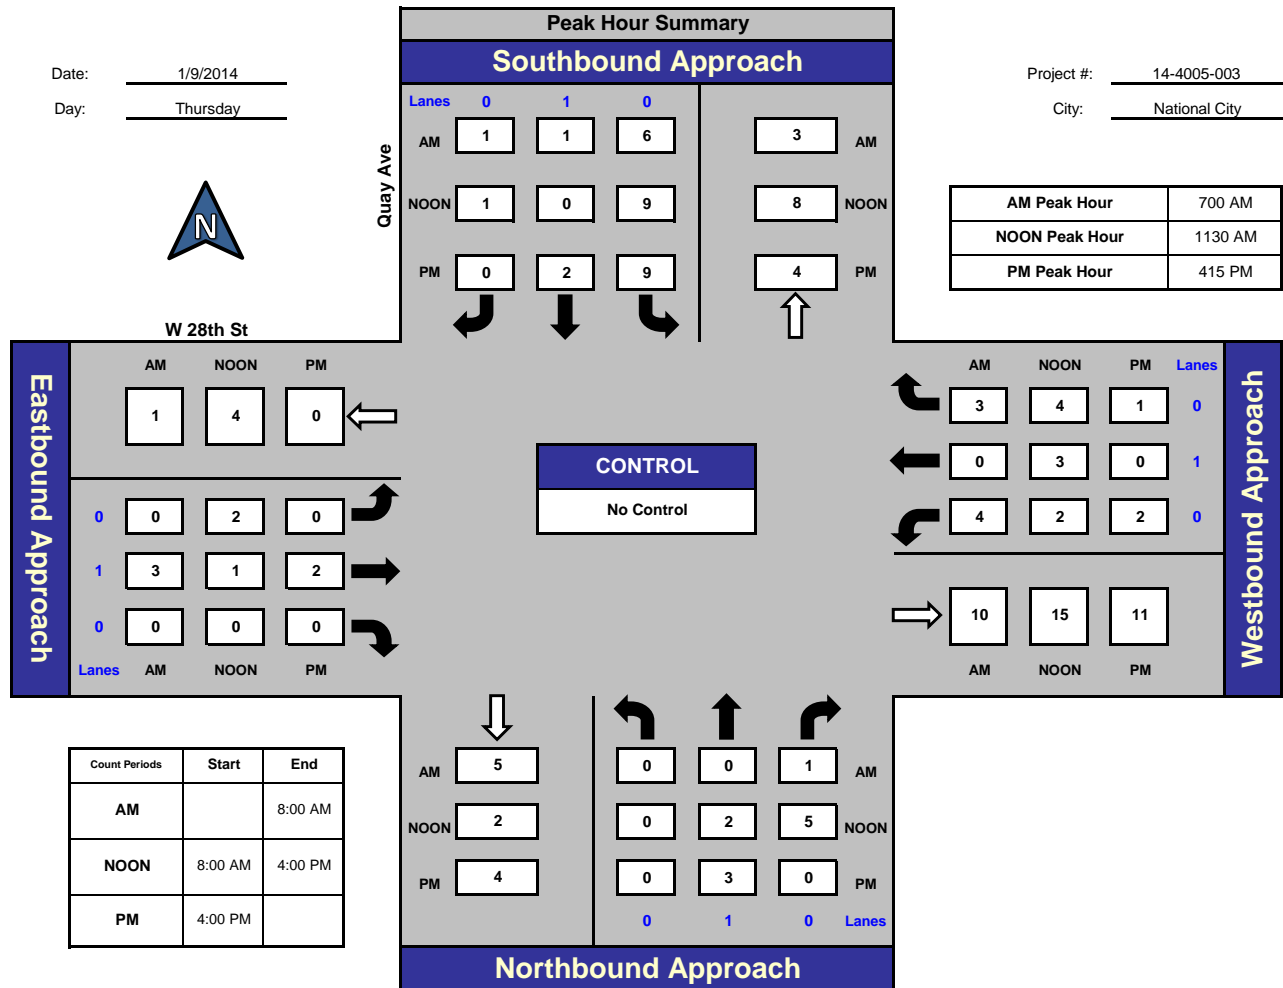 Peak Hour Summary
Southbound Approach
Date: 1/9/2014
Day: Thursday
Project #: 14-4005-003
City: National City
Lanes 0 1 0
AM 1 1 6 3 AM
NOON 1 0 9 8 NOON
PM 0 2 9 4 PM
Quay Ave
N
AM Peak Hour 700 AM
NOON Peak Hour 1130 AM
PM Peak Hour 415 PM
W 28th St
Eastbound Approach
AM NOON PM
1 4 0
0 0 2 0
1 3 1 2
0 0 0 0
Lanes AM NOON PM
CONTROL
No Control
AM NOON PM Lanes
3 4 1 0
0 3 0 1
4 2 2 0
10 15 11
AM NOON PM
Westbound Approach
Count Periods Start End
AM 8:00 AM
NOON 8:00 AM 4:00 PM
PM 4:00 PM
AM 5 0 0 1 AM
NOON 2 0 2 5 NOON
PM 4 0 3 0 PM
0 1 0 Lanes
Northbound Approach